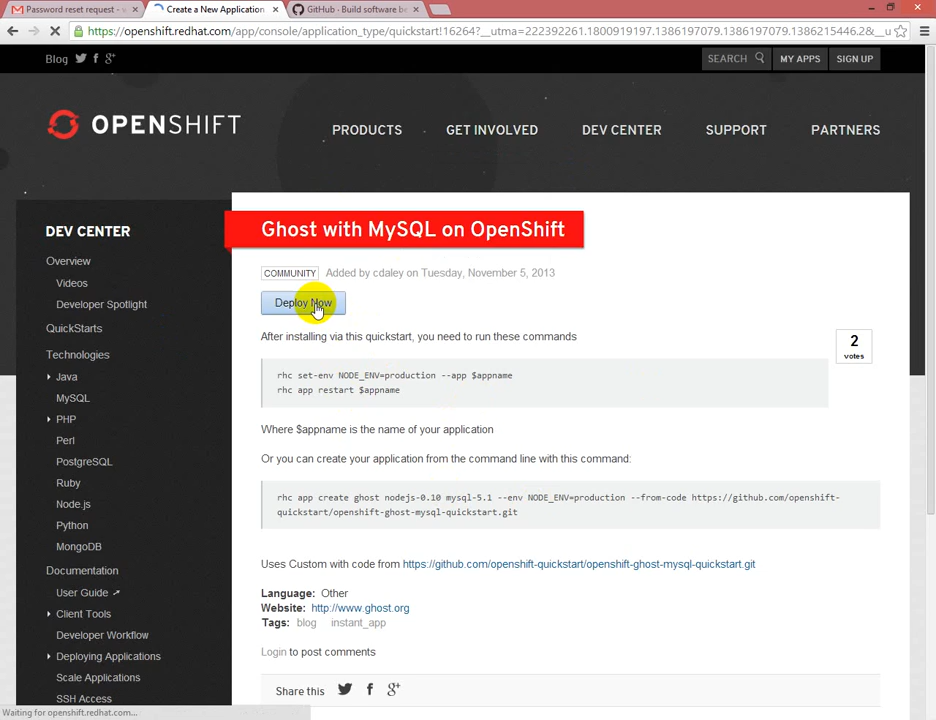 Password reset request - v
Create a New Application
GitHub · Build software be
https://openshift.redhat.com/app/console/application_type/quickstart!16264?__utma=222392261.1800919197.1386197079.1386197079.1386215446.2&__u
Blog
SEARCH
MY APPS
SIGN UP
OPENSHIFT
PRODUCTS
GET INVOLVED
DEV CENTER
SUPPORT
PARTNERS
DEV CENTER
Overview
Videos
Developer Spotlight
QuickStarts
Technologies
Java
MySQL
PHP
Perl
PostgreSQL
Ruby
Node.js
Python
MongoDB
Documentation
User Guide
Client Tools
Developer Workflow
Deploying Applications
Scale Applications
SSH Access
Ghost with MySQL on OpenShift
COMMUNITY Added by cdaley on Tuesday, November 5, 2013
Deploy Now
After installing via this quickstart, you need to run these commands
2
votes
rhc set-env NODE_ENV=production --app $appname
rhc app restart $appname
Where $appname is the name of your application
Or you can create your application from the command line with this command:
rhc app create ghost nodejs-0.10 mysql-5.1 --env NODE_ENV=production --from-code https://github.com/openshift-
quickstart/openshift-ghost-mysql-quickstart.git
Uses Custom with code from https://github.com/openshift-quickstart/openshift-ghost-mysql-quickstart.git
Language: Other
Website: http://www.ghost.org
Tags: blog instant_app
Login to post comments
Share this
Waiting for openshift.redhat.com...